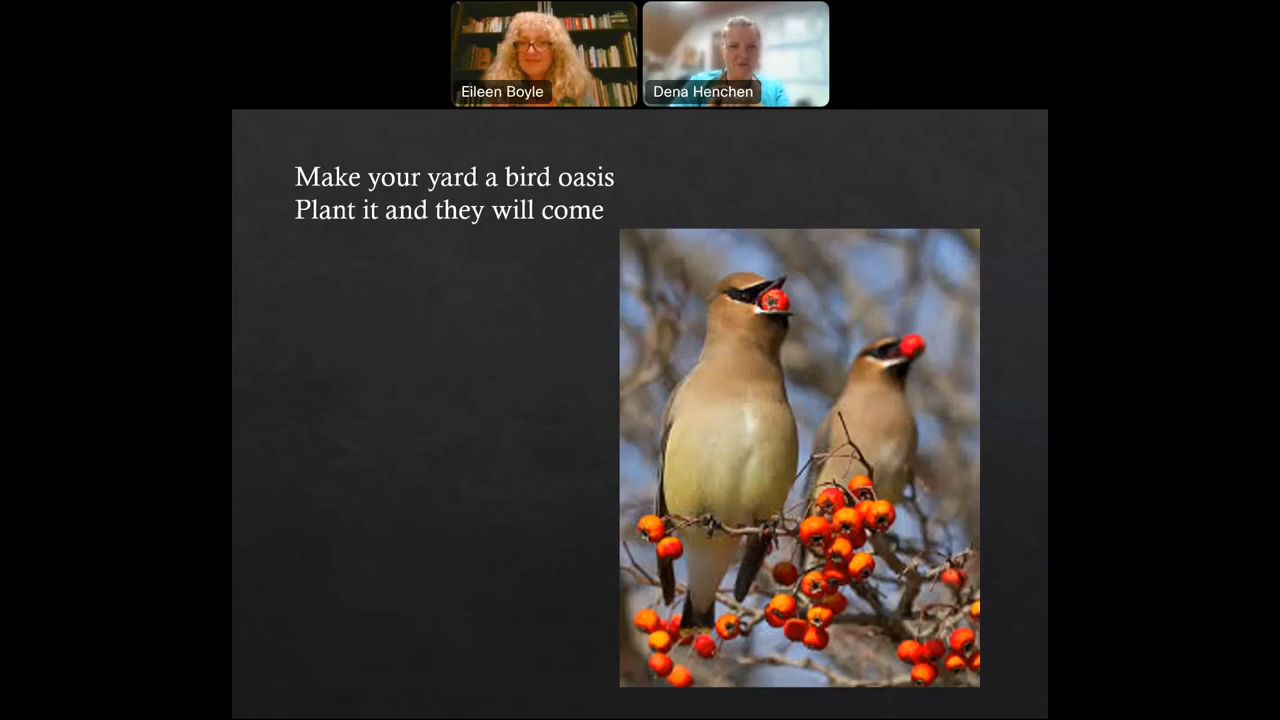 Eileen Boyle
Dena Henchen
Make your yard a bird oasis
Plant it and they will come